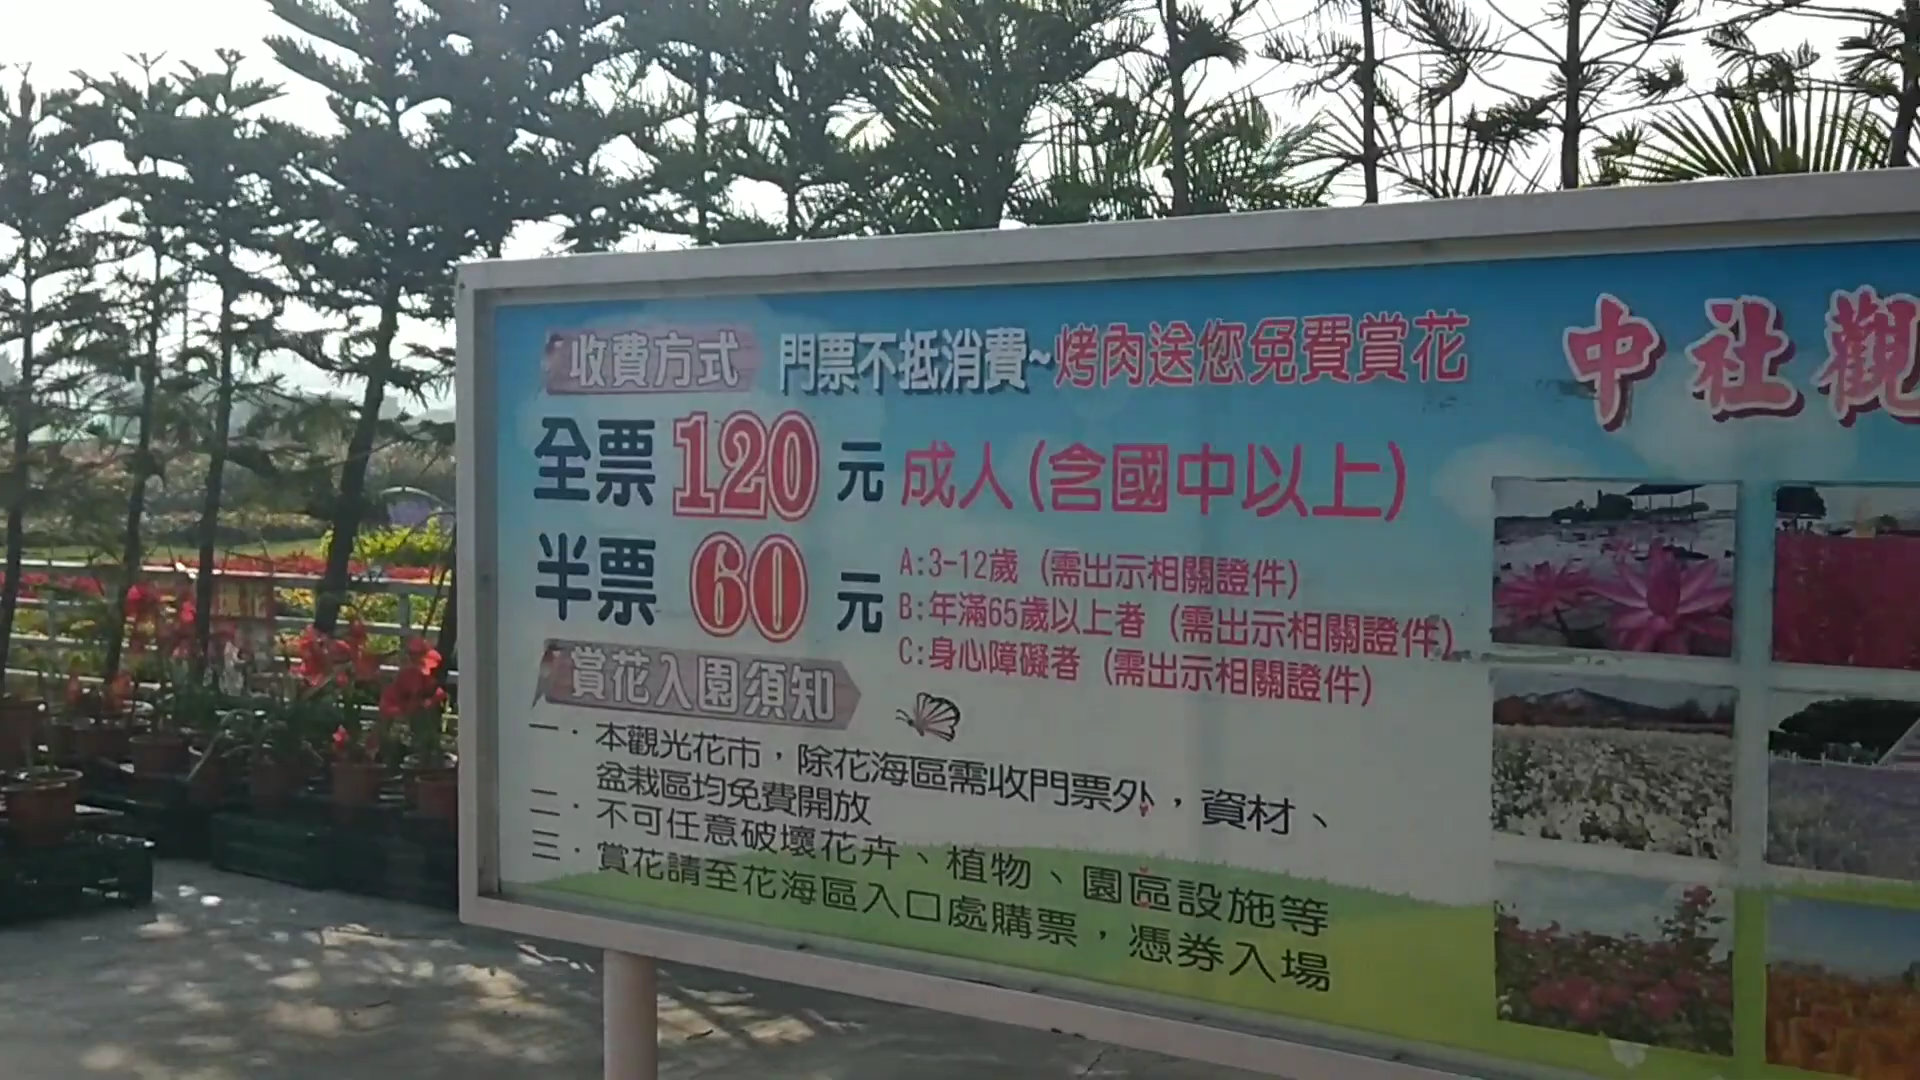 收費方式 門票不抵消費~烤肉送您免費賞花
中社觀
全票 120 元 成人(含國中以上)
半票 60 元
A:3-12歲 (需出示相關證件)
B:年滿65歲以上者 (需出示相關證件)
C:身心障礙者 (需出示相關證件)
賞花入園須知
一．本觀光花市，除花海區需收門票外，資材、
盆栽區均免費開放
二．不可任意破壞花卉、植物、園區設施等
三．賞花請至花海區入口處購票，憑券入場